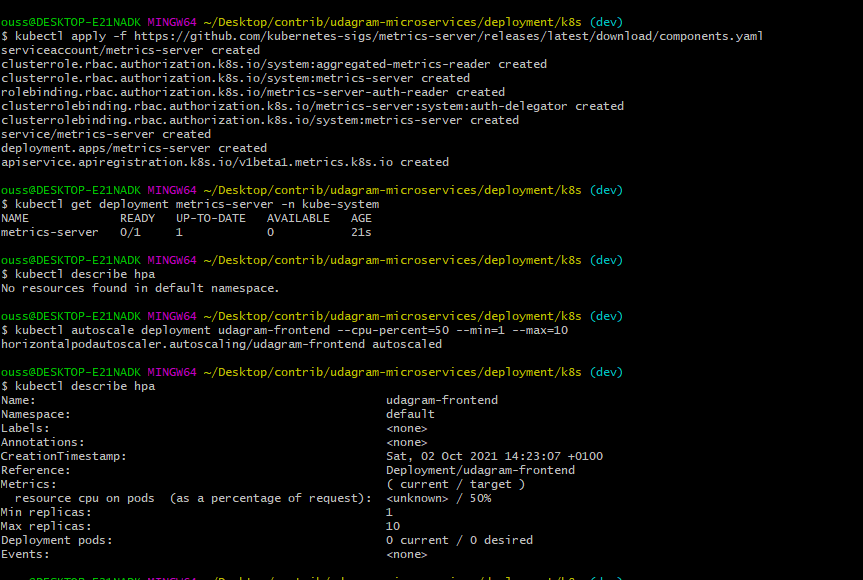 ouss@DESKTOP-E21NADK MINGW64 ~/Desktop/contrib/udagram-microservices/deployment/k8s (dev)
$ kubectl apply -f https://github.com/kubernetes-sigs/metrics-server/releases/latest/download/components.yaml
serviceaccount/metrics-server created
clusterrole.rbac.authorization.k8s.io/system:aggregated-metrics-reader created
clusterrole.rbac.authorization.k8s.io/system:metrics-server created
rolebinding.rbac.authorization.k8s.io/metrics-server-auth-reader created
clusterrolebinding.rbac.authorization.k8s.io/metrics-server:system:auth-delegator created
clusterrolebinding.rbac.authorization.k8s.io/system:metrics-server created
service/metrics-server created
deployment.apps/metrics-server created
apiservice.apiregistration.k8s.io/v1beta1.metrics.k8s.io created
ouss@DESKTOP-E21NADK MINGW64 ~/Desktop/contrib/udagram-microservices/deployment/k8s (dev)
$ kubectl get deployment metrics-server -n kube-system
NAME READY UP-TO-DATE AVAILABLE AGE
metrics-server 0/1 1 0 21s
ouss@DESKTOP-E21NADK MINGW64 ~/Desktop/contrib/udagram-microservices/deployment/k8s (dev)
$ kubectl describe hpa
No resources found in default namespace.
ouss@DESKTOP-E21NADK MINGW64 ~/Desktop/contrib/udagram-microservices/deployment/k8s (dev)
$ kubectl autoscale deployment udagram-frontend --cpu-percent=50 --min=1 --max=10
horizontalpodautoscaler.autoscaling/udagram-frontend autoscaled
ouss@DESKTOP-E21NADK MINGW64 ~/Desktop/contrib/udagram-microservices/deployment/k8s (dev)
$ kubectl describe hpa
Name: udagram-frontend
Namespace: default
Labels: <none>
Annotations: <none>
CreationTimestamp: Sat, 02 Oct 2021 14:23:07 +0100
Reference: Deployment/udagram-frontend
Metrics: ( current / target )
resource cpu on pods (as a percentage of request): <unknown> / 50%
Min replicas: 1
Max replicas: 10
Deployment pods: 0 current / 0 desired
Events: <none>